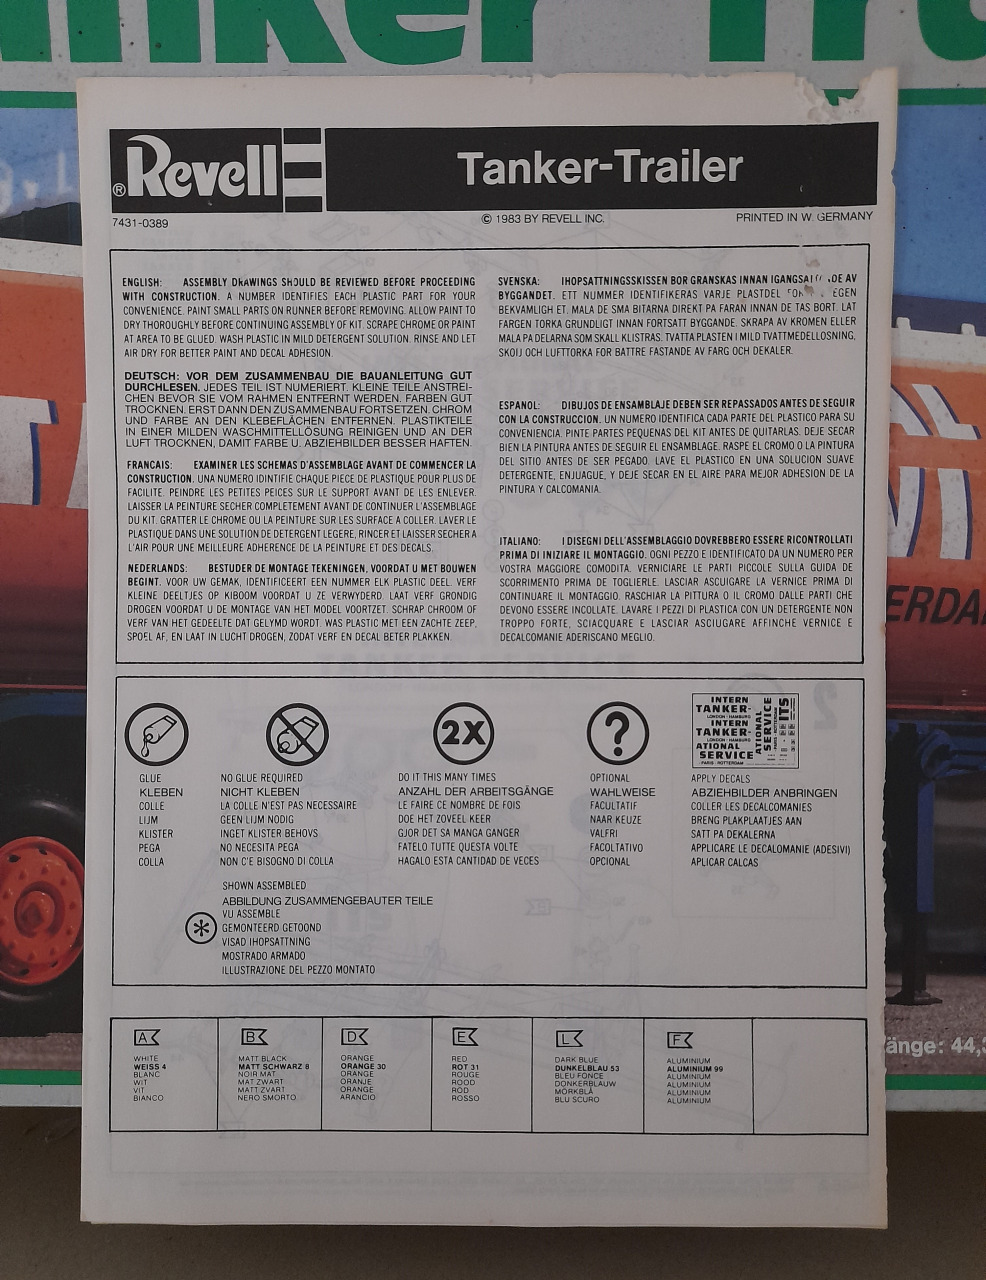 Revell
®
Tanker-Trailer
7431-0389
© 1983 BY REVELL INC.
PRINTED IN W. GERMANY
ENGLISH: ASSEMBLY DRAWINGS SHOULD BE REVIEWED BEFORE PROCEEDING
WITH CONSTRUCTION. A NUMBER IDENTIFIES EACH PLASTIC PART FOR YOUR
CONVENIENCE. PAINT SMALL PARTS ON RUNNER BEFORE REMOVING. ALLOW PAINT TO
DRY THOROUGHLY BEFORE CONTINUING ASSEMBLY OF KIT. SCRAPE CHROME OR PAINT
AT AREA TO BE GLUED. WASH PLASTIC IN MILD DETERGENT SOLUTION. RINSE AND LET
AIR DRY FOR BETTER PAINT AND DECAL ADHESION.
DEUTSCH: VOR DEM ZUSAMMENBAU DIE BAUANLEITUNG GUT
DURCHLESEN. JEDES TEIL IST NUMERIERT. KLEINE TEILE ANSTREI-
CHEN BEVOR SIE VOM RAHMEN ENTFERNT WERDEN. FARBEN GUT
TROCKNEN. ERST DANN DEN ZUSAMMENBAU FORTSETZEN. CHROM
UND FARBE AN DEN KLEBEFLÄCHEN ENTFERNEN. PLASTIKTEILE
IN EINER MILDEN WASCHMITTELLÖSUNG REINIGEN UND AN DER
LUFT TROCKNEN, DAMIT FARBE U. ABZIEHBILDER BESSER HAFTEN.
FRANCAIS: EXAMINER LES SCHEMAS D'ASSEMBLAGE AVANT DE COMMENCER LA
CONSTRUCTION. UNA NUMERO IDINTIFIE CHAQUE PIECE DE PLASTIQUE POUR PLUS DE
FACILITE. PEINDRE LES PETITES PEICES SUR LE SUPPORT AVANT DE LES ENLEVER.
LAISSER LA PEINTURE SECHER COMPLETEMENT AVANT DE CONTINUER L'ASSEMBLAGE
DU KIT. GRATTER LE CHROME OU LA PEINTURE SUR LES SURFACE A COLLER. LAVER LE
PLASTIQUE DANS UNE SOLUTION DE DETERGENT LEGERE, RINCER ET LAISSER SECHER A
L'AIR POUR UNE MEILLEURE ADHERENCE DE LA PEINTURE ET DES DECALS.
NEDERLANDS: BESTUDER DE MONTAGE TEKENINGEN, VOORDAT U MET BOUWEN
BEGINT. VOOR UW GEMAK, IDENTIFICEERT EEN NUMMER ELK PLASTIC DEEL. VERF
KLEINE DEELTJES OP KIBOOM VOORDAT U ZE VERWYDERD. LAAT VERF GRONDIG
DROGEN VOORDAT U DE MONTAGE VAN HET MODEL VOORTZET. SCHRAP CHROOM OF
VERF VAN HET GEDEELTE DAT GELYMD WORDT. WAS PLASTIC MET EEN ZACHTE ZEEP,
SPOEL AF, EN LAAT IN LUCHT DROGEN, ZODAT VERF EN DECAL BETER PLAKKEN.
SVENSKA: IHOPSATTNINGSSKISSEN BOR GRANSKAS INNAN IGANGSA DE AV
BYGGANDET. ETT NUMMER IDENTIFIKERAS VARJE PLASTDEL EGEN
BEKVAMLIGH ET. MALA DE SMA BITARNA DIREKT PA FARAN INNAN DE TAS BORT. LAT
FARGEN TORKA GRUNDLIGT INNAN FORTSATT BYGGANDE. SKRAPA AV KROMEN ELLER
MALA PA DELARNA SOM SKALL KLISTRAS. TVATTA PLASTEN I MILD TVATTMEDELLOSNING,
SKOLJ OCH LUFTTORKA FOR BATTRE FASTANDE AV FARG OCH DEKALER.
ESPANOL: DIBUJOS DE ENSAMBLAJE DEBEN SER REPASSADOS ANTES DE SEGUIR
CON LA CONSTRUCCION. UN NUMERO IDENTIFICA CADA PARTE DEL PLASTICO PARA SU
CONVENIENCIA. PINTE PARTES PEQUENAS DEL KIT ANTES DE QUITARLAS. DEJE SECAR
BIEN LA PINTURA ANTES DE SEGUIR EL ENSAMBLAGE. RASPE EL CROMO O LA PINTURA
DEL SITIO ANTES DE SER PEGADO. LAVE EL PLASTICO EN UNA SOLUCION SUAVE
DETERGENTE, ENJUAGUE, Y DEJE SECAR EN EL AIRE PARA MEJOR ADHESION DE LA
PINTURA Y CALCOMANIA.
ITALIANO: I DISEGNI DELL'ASSEMBLAGGIO DOVREBBERO ESSERE RICONTROLLATI
PRIMA DI INIZIARE IL MONTAGGIO. OGNI PEZZO E IDENTIFICATO DA UN NUMERO PER
VOSTRA MAGGIORE COMODITA. VERNICIARE LE PARTI PICCOLE SULLA GUIDA DE
SCORRIMENTO PRIMA DE TOGLIERLE. LASCIAR ASCUIGARE LA VERNICE PRIMA DI
CONTINUARE IL MONTAGGIO. RASCHIAR LA PITTURA O IL CROMO DALLE PARTI CHE
DEVONO ESSERE INCOLLATE. LAVARE I PEZZI DI PLASTICA CON UN DETERGENTE NON
TROPPO FORTE, SCIACQUARE E LASCIAR ASCIUGARE AFFINCHE VERNICE E
DECALCOMANIE ADERISCANO MEGLIO.
GLUE
KLEBEN
COLLE
LIJM
KLISTER
PEGA
COLLA
NO GLUE REQUIRED
NICHT KLEBEN
LA COLLE N'EST PAS NECESSAIRE
GEEN LIJM NODIG
INGET KLISTER BEHOVS
NO NECESITA PEGA
NON C'E BISOGNO DI COLLA
2X
DO IT THIS MANY TIMES
ANZAHL DER ARBEITSGÄNGE
LE FAIRE CE NOMBRE DE FOIS
DOE HET ZOVEEL KEER
GJOR DET SA MANGA GANGER
FATELO TUTTE QUESTA VOLTE
HAGALO ESTA CANTIDAD DE VECES
?
OPTIONAL
WAHLWEISE
FACULTATIF
NAAR KEUZE
VALFRI
FACOLTATIVO
OPCIONAL
INTERN
TANKER-
LONDON·HAMBURG
INTERN
TANKER-
LONDON·HAMBURG
ATIONAL
SERVICE
PARIS·ROTTERDAM
ATIONAL
SERVICE
PARIS·ROTTERDAM
ITS
APPLY DECALS
ABZIEHBILDER ANBRINGEN
COLLER LES DECALCOMANIES
BRENG PLAKPLAATJES AAN
SATT PA DEKALERNA
APPLICARE LE DECALOMANIE (ADESIVI)
APLICAR CALCAS
*
SHOWN ASSEMBLED
ABBILDUNG ZUSAMMENGEBAUTER TEILE
VU ASSEMBLE
GEMONTEERD GETOOND
VISAD IHOPSATTNING
MOSTRADO ARMADO
ILLUSTRAZIONE DEL PEZZO MONTATO
A
WHITE
WEISS 4
BLANC
WIT
VIT
BIANCO
B
MATT BLACK
MATT SCHWARZ 8
NOIR MAT
MAT ZWART
MATT ZVART
NERO SMORTO
D
ORANGE
ORANGE 30
ORANGE
ORANJE
ORANGE
ARANCIO
E
RED
ROT 31
ROUGE
ROOD
RÖD
ROSSO
L
DARK BLUE
DUNKELBLAU 53
BLEU FONCE
DONKERBLAUW
MÖRKBLÅ
BLU SCURO
F
ALUMINIUM
ALUMINIUM 99
ALUMINIUM
ALUMINIUM
ALUMINIUM
ALUMINIUM
änge: 44,